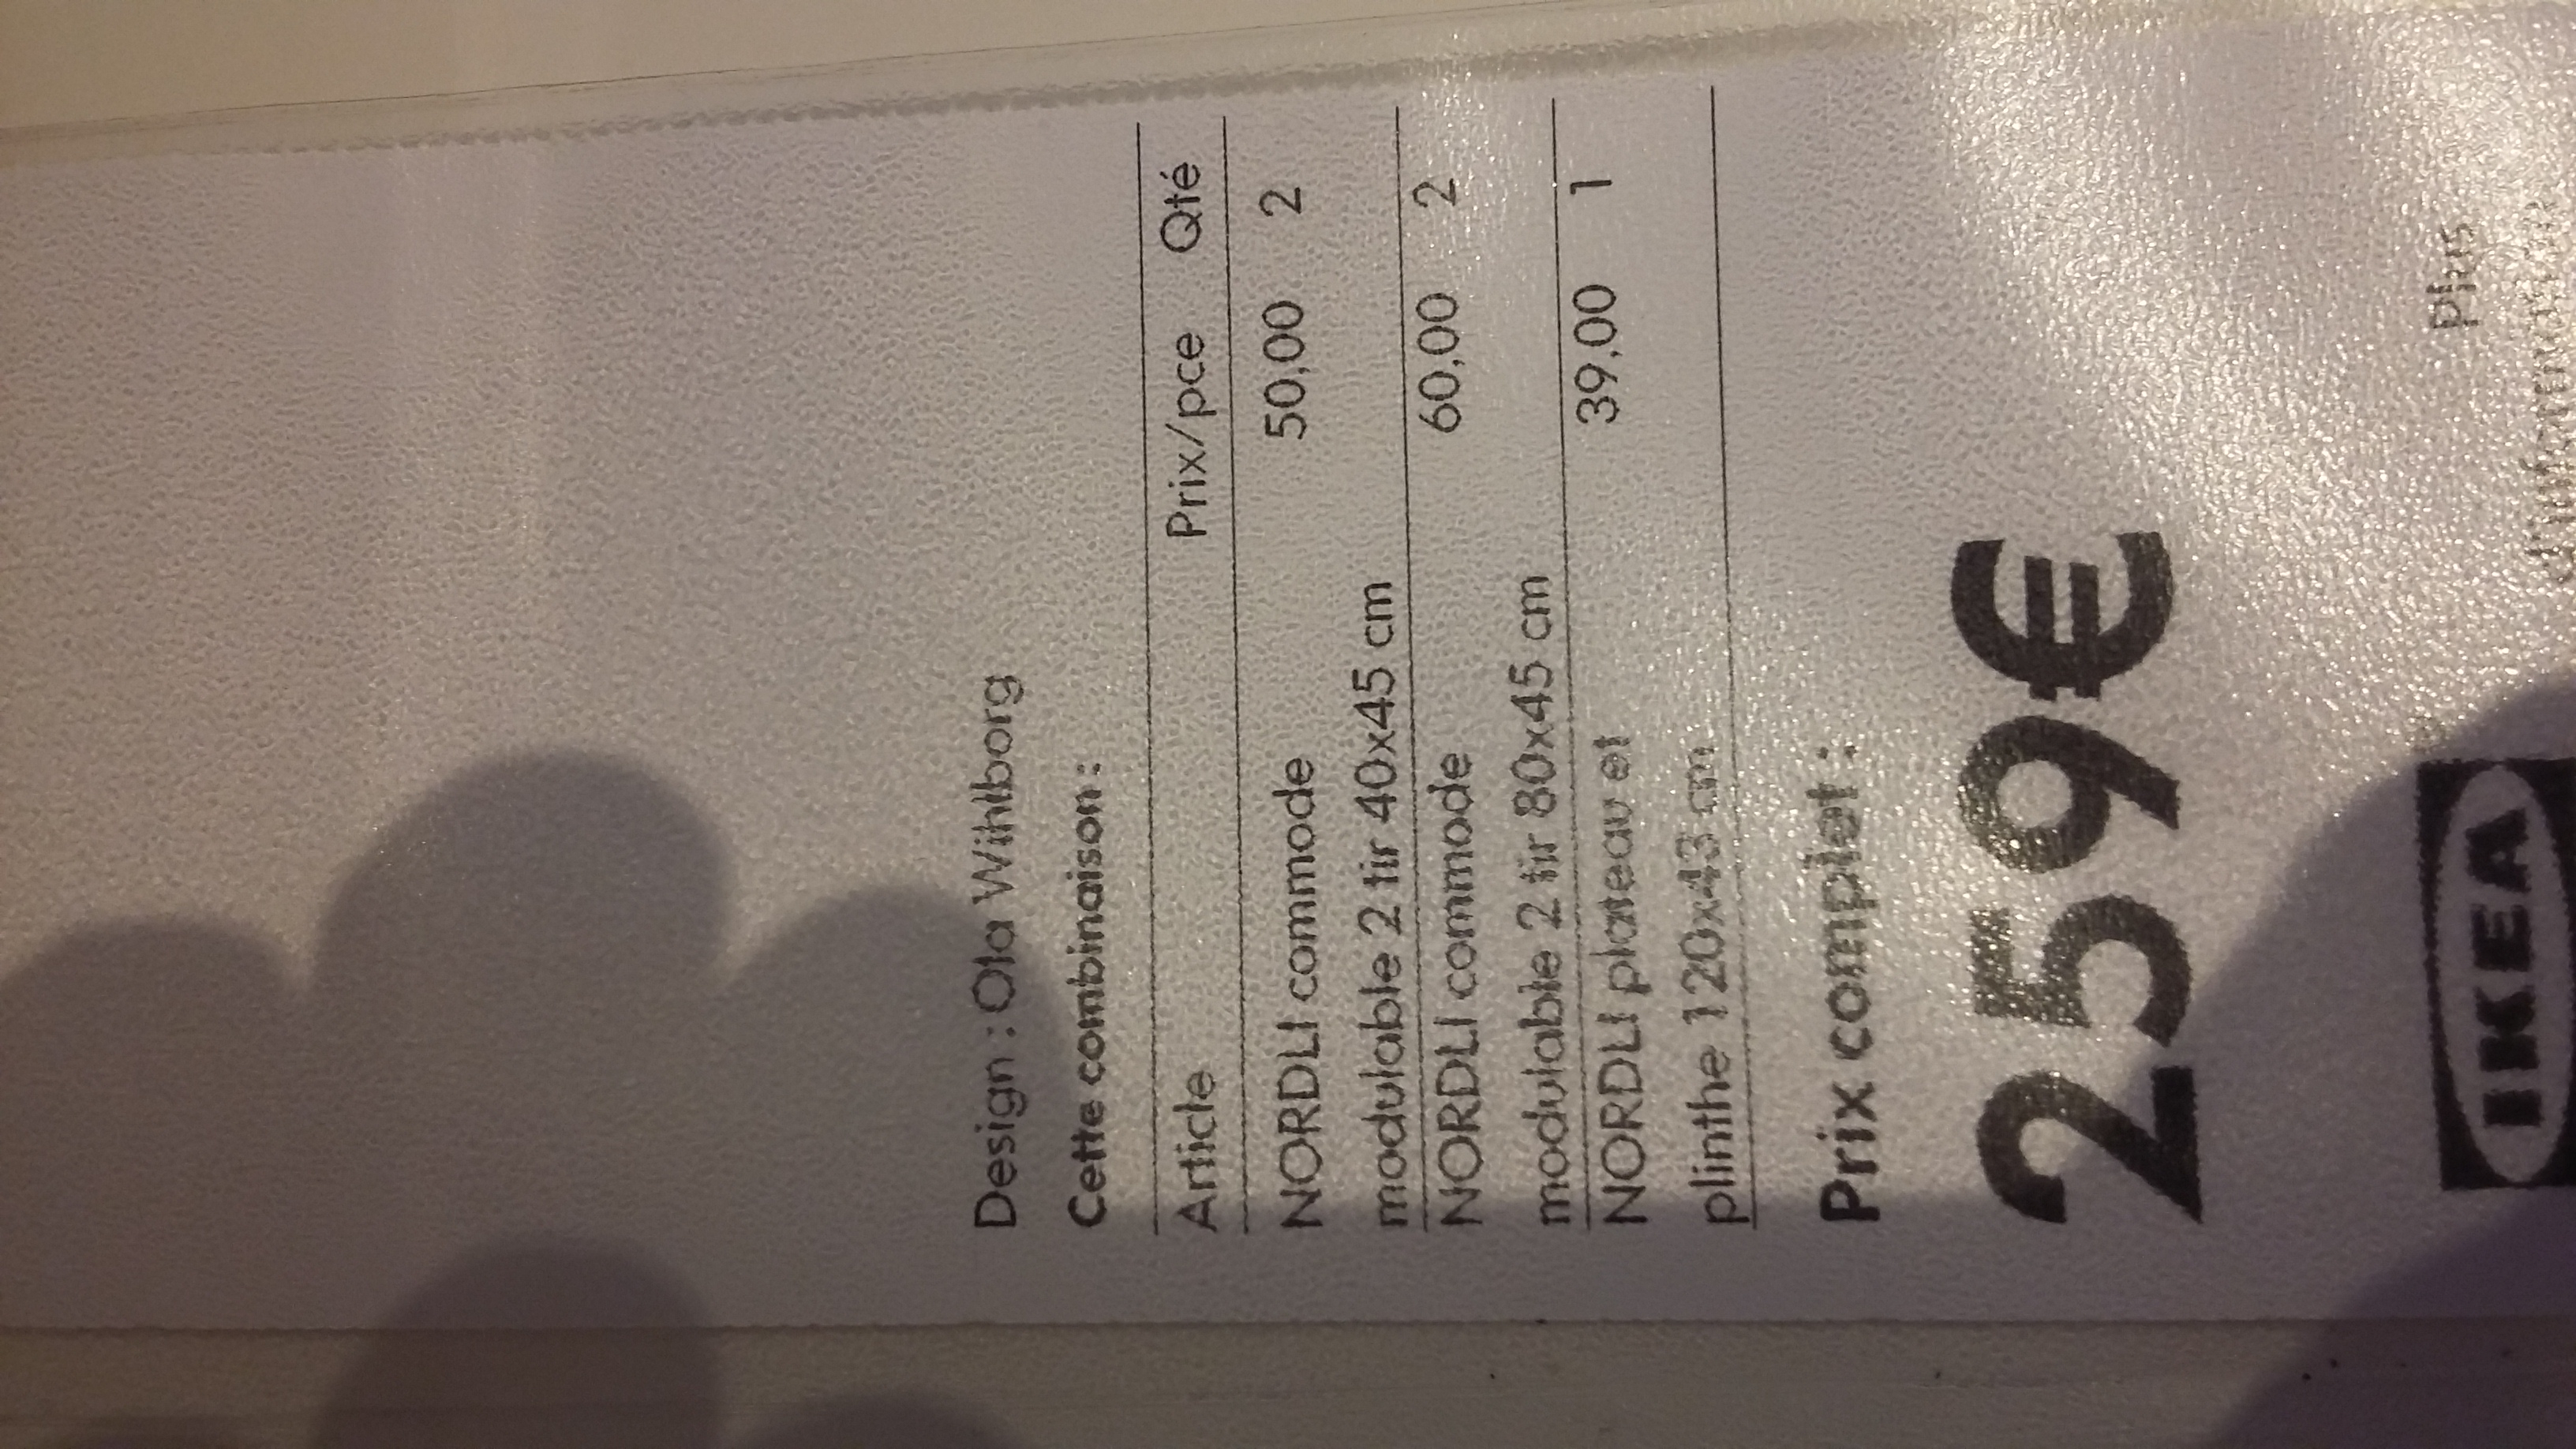 Design : Ola Wihlborg
Cette combinaison :
Article Prix/pce Qté
NORDLI commode 50,00 2
modulable 2 tir 40x45 cm
NORDLI commode 60,00 2
modulable 2 tir 80x45 cm
NORDLI plateau et 39,00 1
plinthe 120x43 cm
Prix complet :
259€
Plus
d'information
IKEA